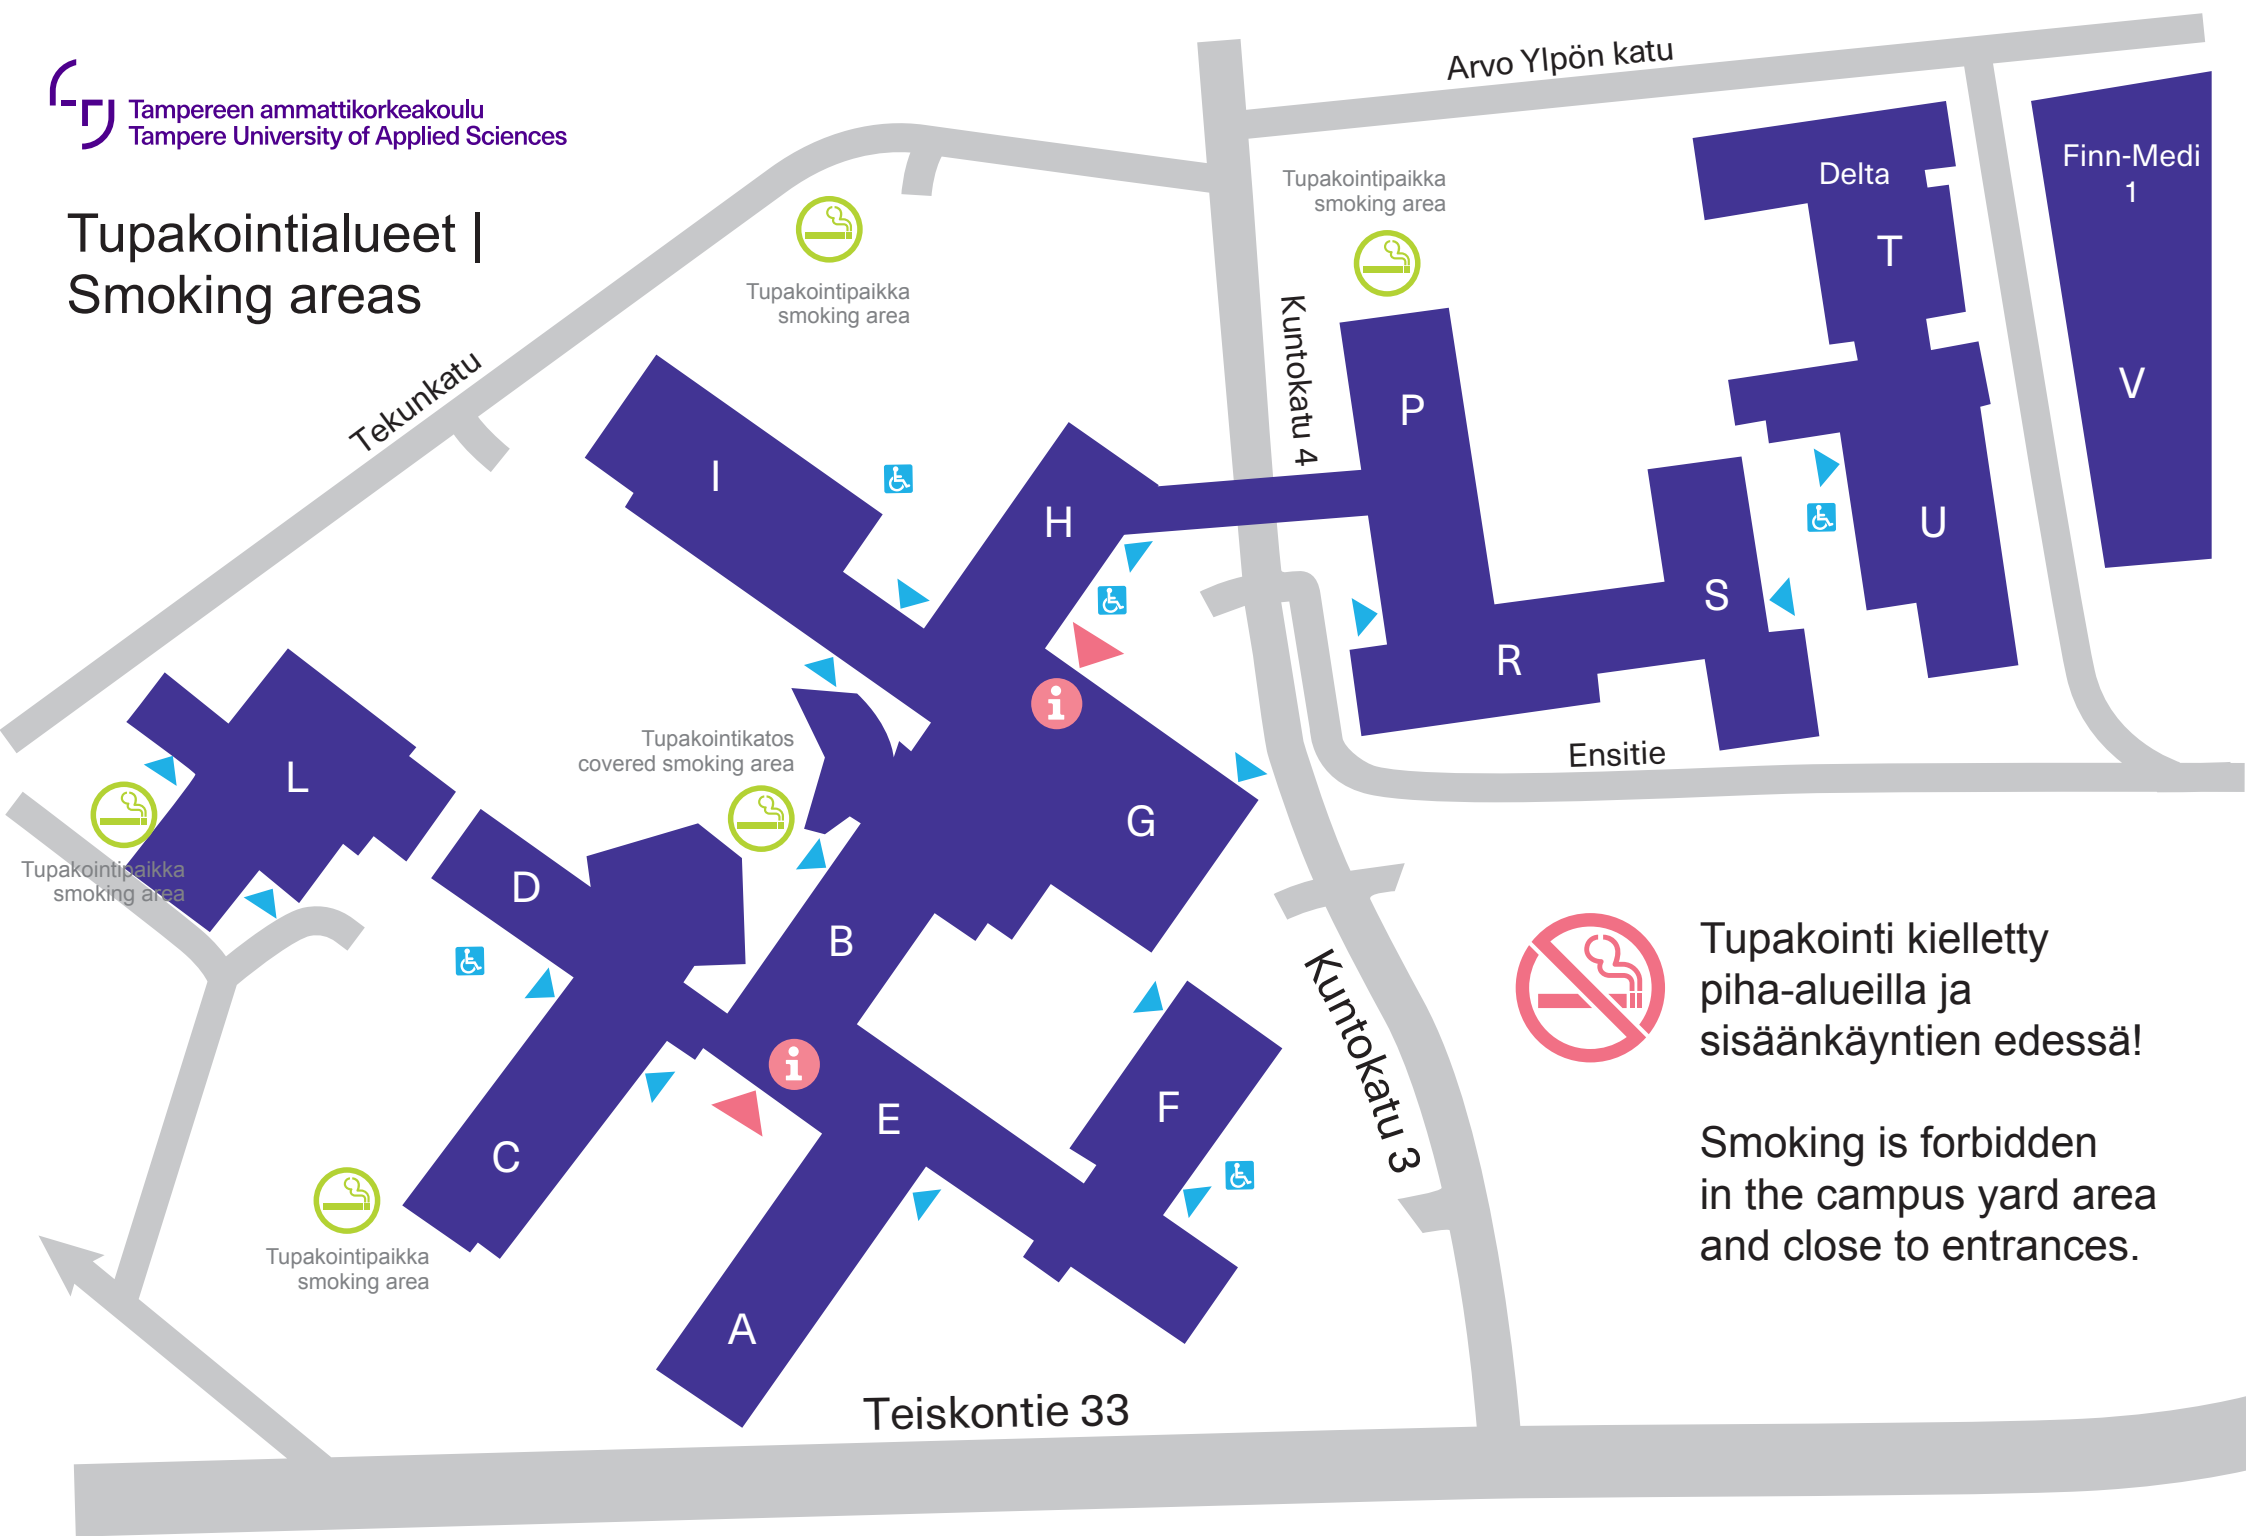 Tampereen ammattikorkeakoulu
Tampere University of Applied Sciences
Tupakointialueet |
Smoking areas
Arvo Ylpön katu
Tupakointipaikka
smoking area
Tupakointipaikka
smoking area
Delta
Finn-Medi
1
T
Kuntokatu 4
Tekunkatu
P
V
I
H
U
S
R
Tupakointikatos
covered smoking area
Ensitie
L
G
Tupakointipaikka
smoking area
D
B
Kuntokatu 3
F
E
C
Tupakointipaikka
smoking area
A
Teiskontie 33
Tupakointi kielletty
piha-alueilla ja
sisäänkäyntien edessä!
Smoking is forbidden
in the campus yard area
and close to entrances.